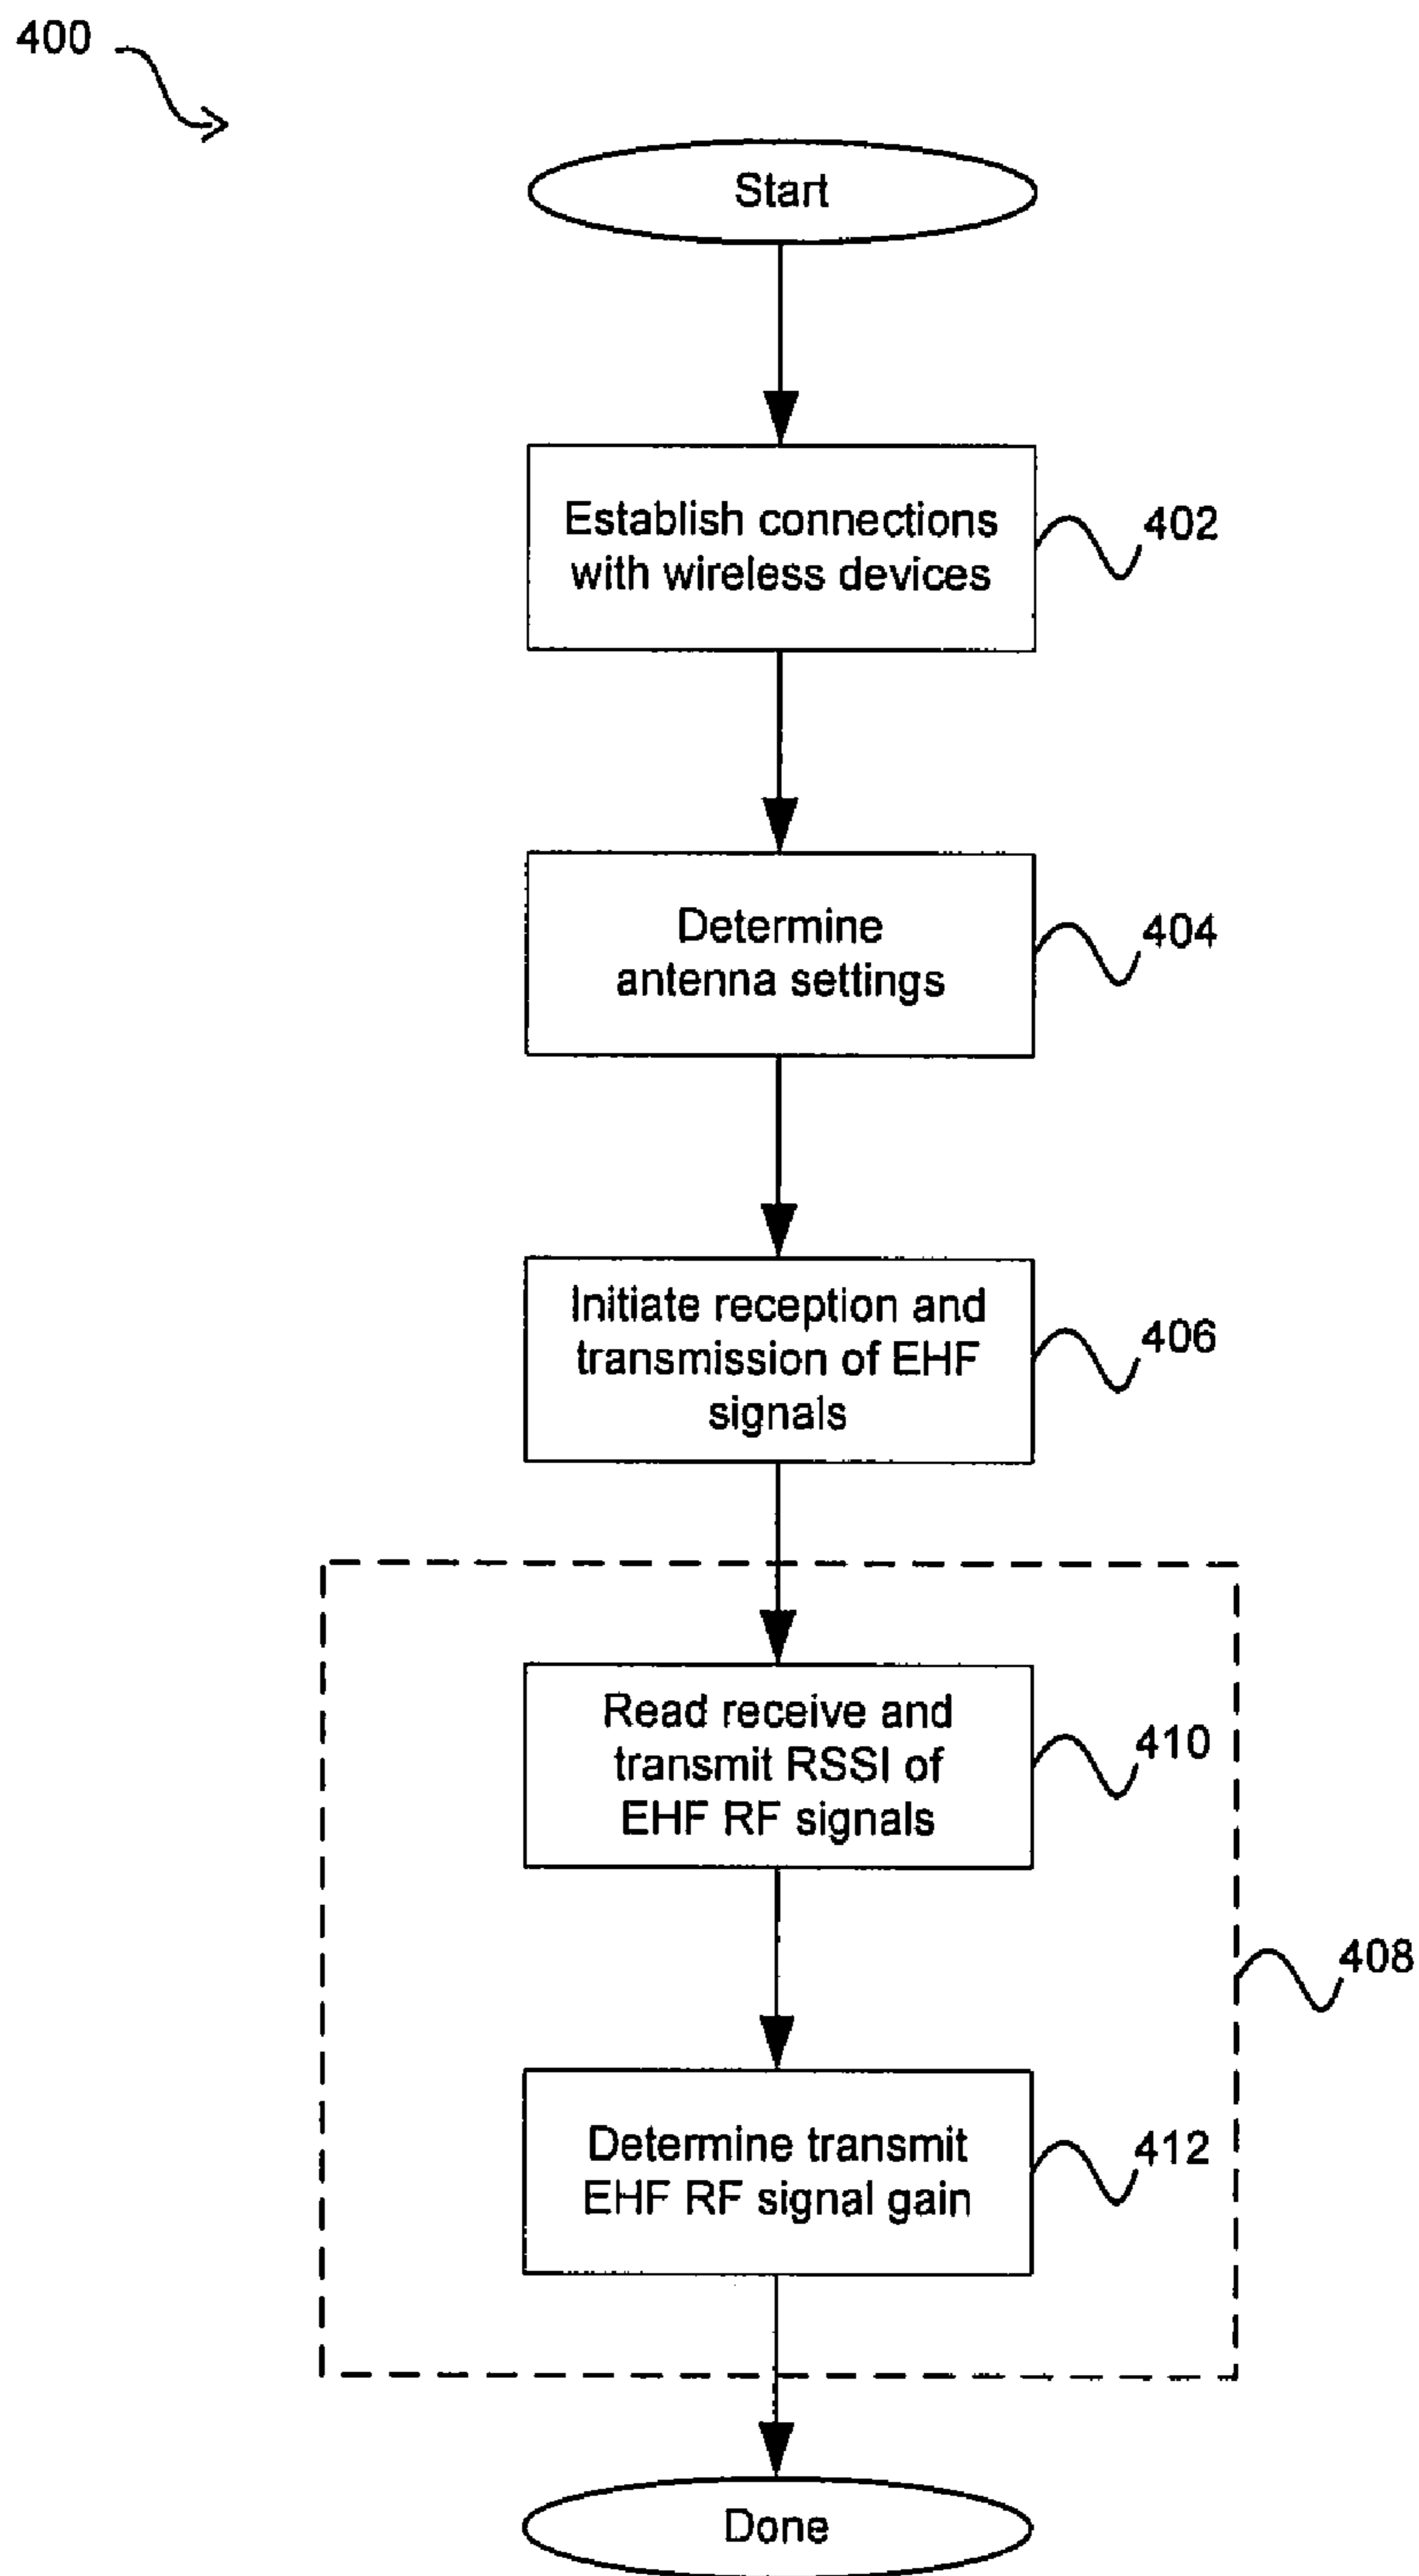 400
Start
Establish connections
with wireless devices
402
Determine
antenna settings
404
Initiate reception and
transmission of EHF
signals
406
Read receive and
transmit RSSI of
EHF RF signals
410
408
Determine transmit
EHF RF signal gain
412
Done